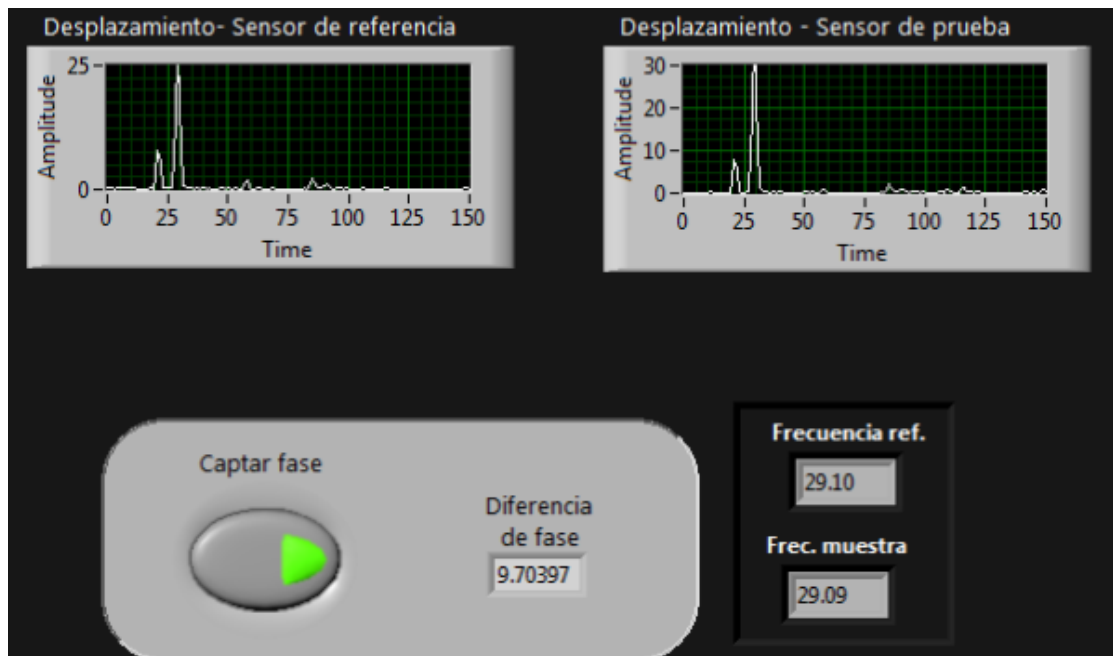 Desplazamiento- Sensor de referencia
Desplazamiento - Sensor de prueba
25
0
Amplitude
0 25 50 75 100 125 150
Time
30
20
10
0
Amplitude
0 25 50 75 100 125 150
Time
Captar fase
Diferencia
de fase
9.70397
Frecuencia ref.
29.10
Frec. muestra
29.09